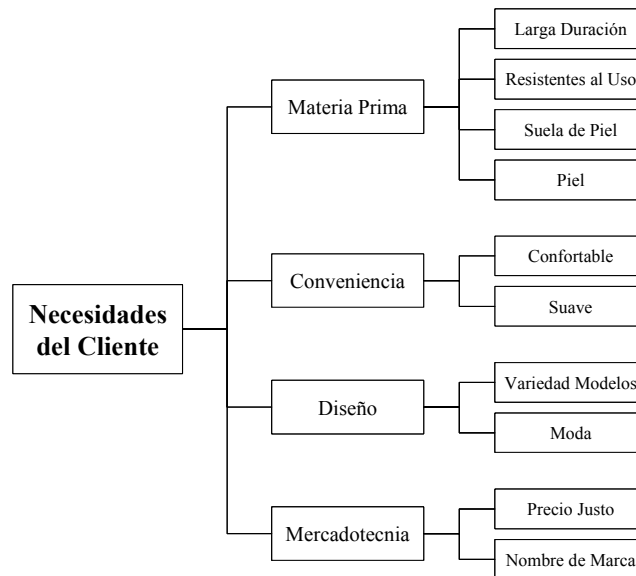 Larga Duración
Resistentes al Uso
Materia Prima
Suela de Piel
Piel
Confortable
Conveniencia
Suave
Necesidades
del Cliente
Variedad Modelos
Diseño
Moda
Precio Justo
Mercadotecnia
Nombre de Marca